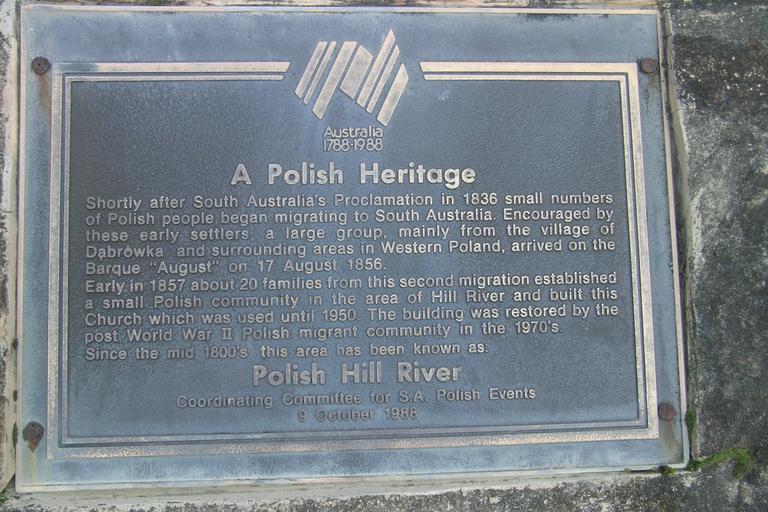 Australia
1788-1988
A Polish Heritage
Shortly after South Australia's Proclamation in 1836 small numbers
of Polish people began migrating to South Australia. Encouraged by
these early settlers, a large group, mainly from the village of
Dąbrówka and surrounding areas in Western Poland, arrived on the
Barque "August" on 17 August 1856.
Early in 1857 about 20 families from this second migration established
a small Polish community in the area of Hill River and built this
Church which was used until 1950. The building was restored by the
post World War II Polish migrant community in the 1970's.
Since the mid 1800's this area has been known as:
Polish Hill River
Coordinating Committee for S.A. Polish Events
9 October 1988